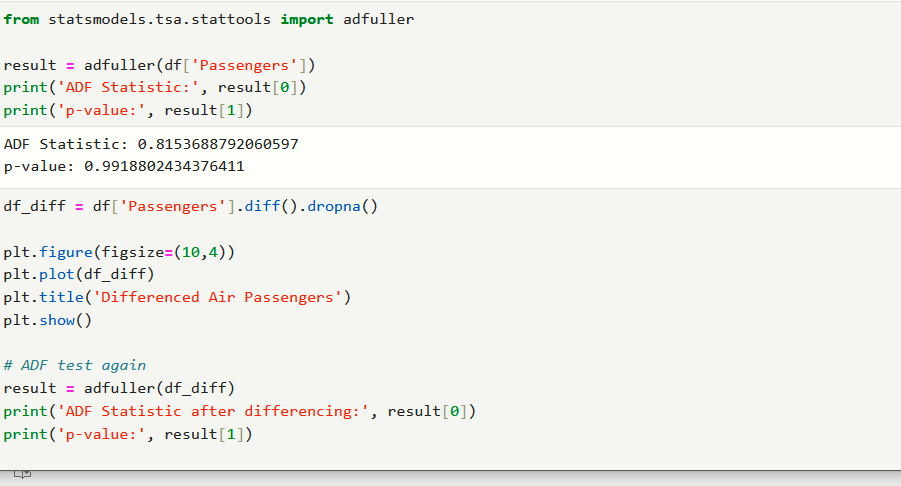 from statsmodels.tsa.stattools import adfuller
result = adfuller(df['Passengers'])
print('ADF Statistic:', result[0])
print('p-value:', result[1])
ADF Statistic: 0.8153688792060597
p-value: 0.9918802434376411
df_diff = df['Passengers'].diff().dropna()
plt.figure(figsize=(10,4))
plt.plot(df_diff)
plt.title('Differenced Air Passengers')
plt.show()
# ADF test again
result = adfuller(df_diff)
print('ADF Statistic after differencing:', result[0])
print('p-value:', result[1])